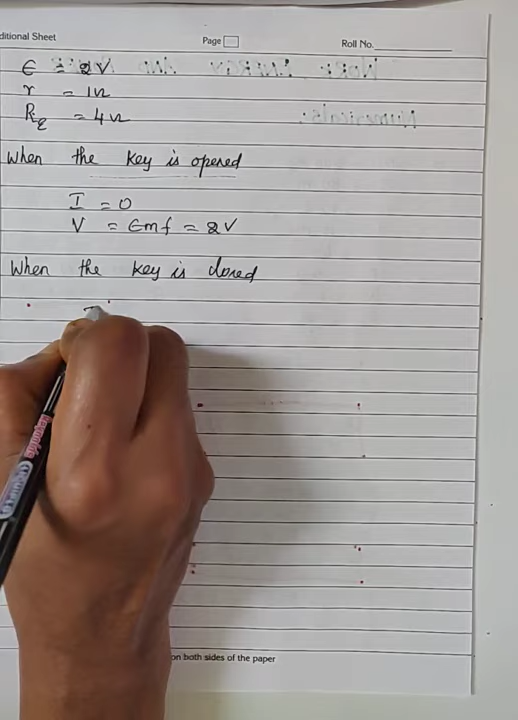 ditional Sheet
Page
Roll No.
ϵ = 2V
r = 1Ω
R = 4Ω
When the key is opened
I = 0
V = Emf = 2V
When the key is closed
on both sides of the paper